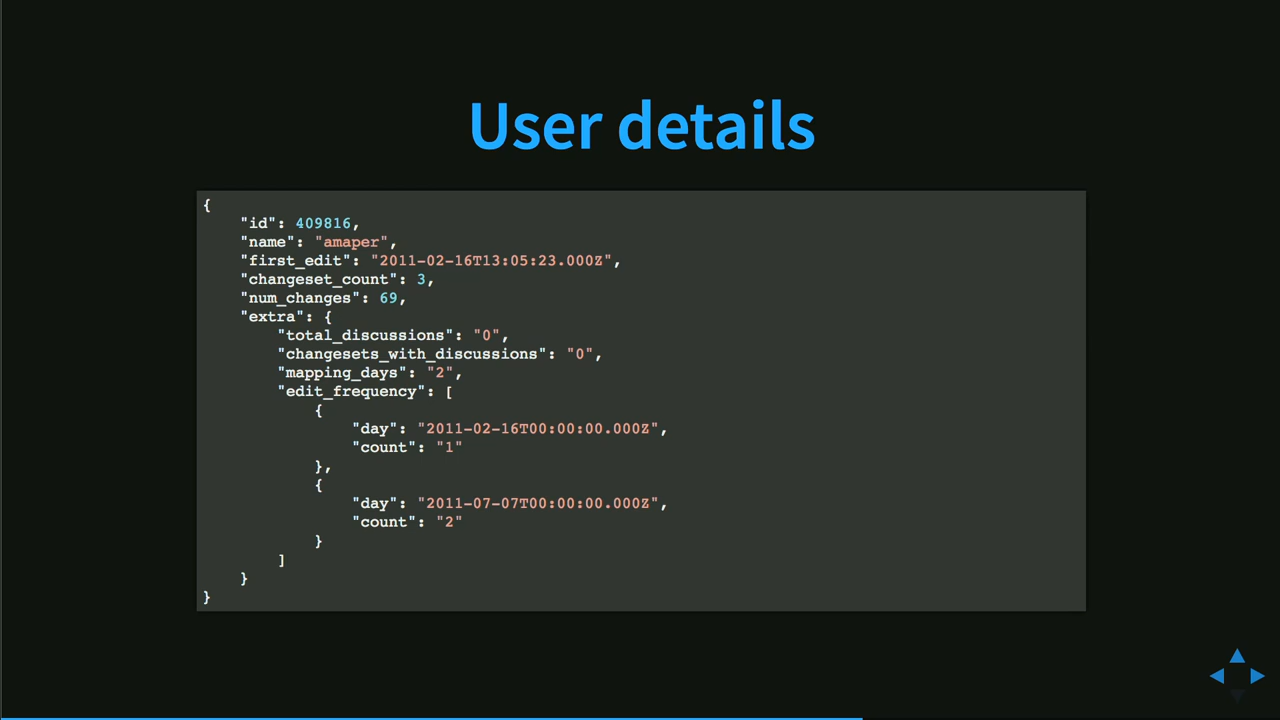 User details
{
    "id": 409816,
    "name": "amaper",
    "first_edit": "2011-02-16T13:05:23.000Z",
    "changeset_count": 3,
    "num_changes": 69,
    "extra": {
        "total_discussions": "0",
        "changesets_with_discussions": "0",
        "mapping_days": "2",
        "edit_frequency": [
            {
                "day": "2011-02-16T00:00:00.000Z",
                "count": "1"
            },
            {
                "day": "2011-07-07T00:00:00.000Z",
                "count": "2"
            }
        ]
    }
}